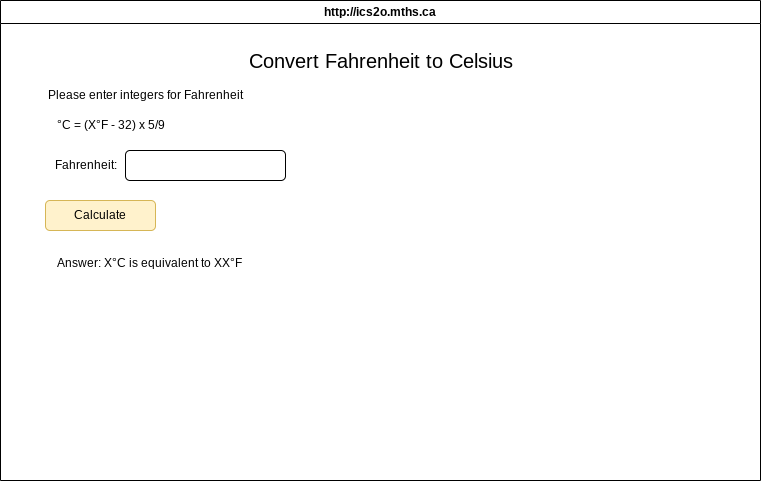 http://ics2o.mths.ca
Convert Fahrenheit to Celsius
Please enter integers for Fahrenheit
°C = (X°F - 32) x 5/9
Fahrenheit:
Calculate
Answer: X°C is equivalent to XX°F